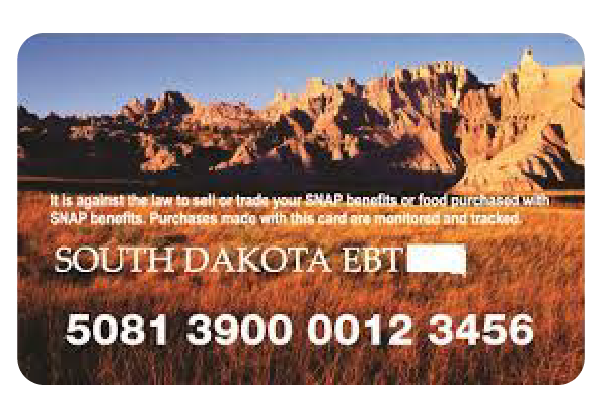 It is against the law to sell or trade your SNAP benefits or food purchased with
SNAP benefits. Purchases made with this card are monitored and tracked.
SOUTH DAKOTA EBT
5081 3900 0012 3456